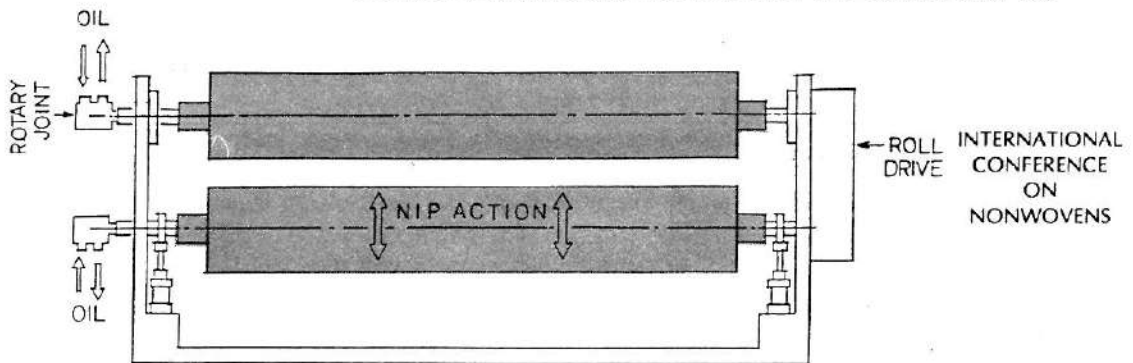 OIL
ROTARY
JOINT
ROLL
DRIVE
INTERNATIONAL
CONFERENCE
ON
NONWOVENS
NIP ACTION
OIL